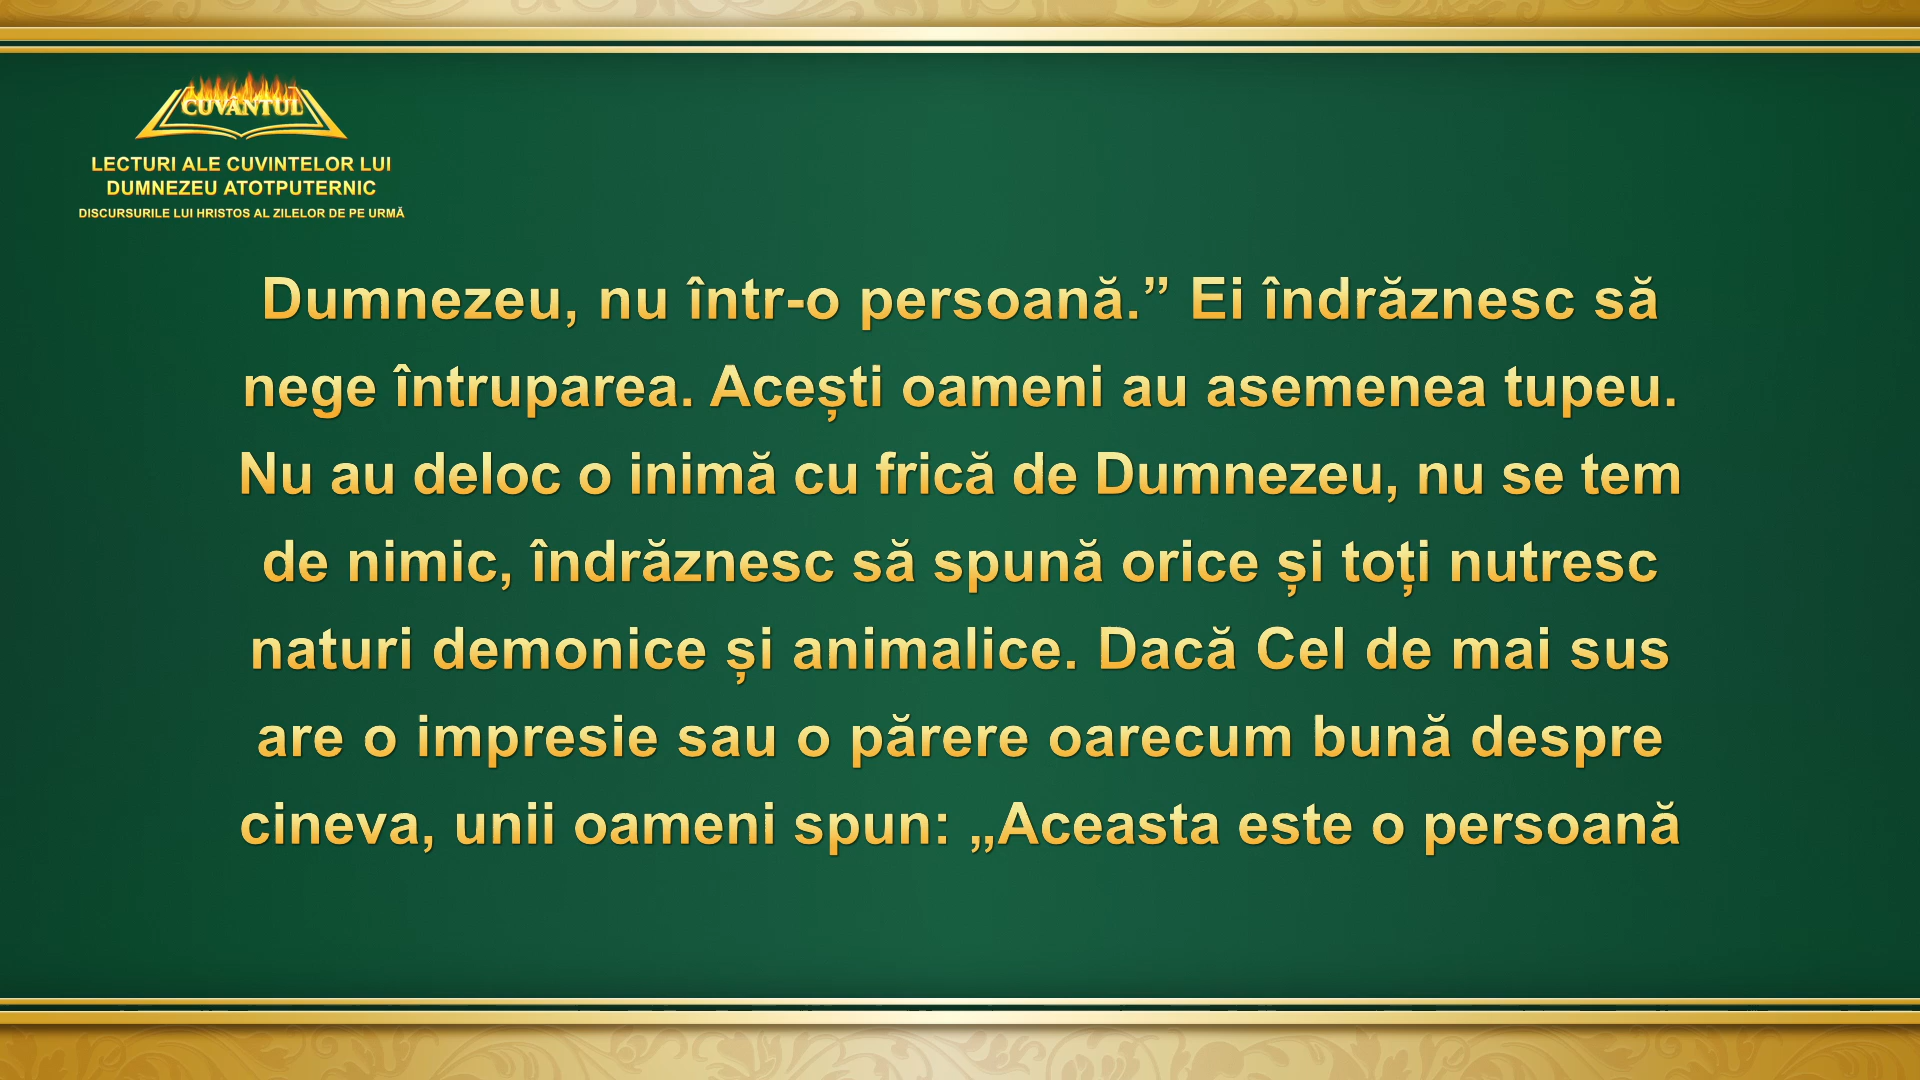 CUVÂNTUL
LECTURI ALE CUVINTELOR LUI
DUMNEZEU ATOTPUTERNIC
DISCURSURILE LUI HRISTOS AL ZILELOR DE PE URMĂ
Dumnezeu, nu într-o persoană.” Ei îndrăznesc să
nege întruparea. Acești oameni au asemenea tupeu.
Nu au deloc o inimă cu frică de Dumnezeu, nu se tem
de nimic, îndrăznesc să spună orice și toți nutresc
naturi demonice și animalice. Dacă Cel de mai sus
are o impresie sau o părere oarecum bună despre
cineva, unii oameni spun: „Aceasta este o persoană